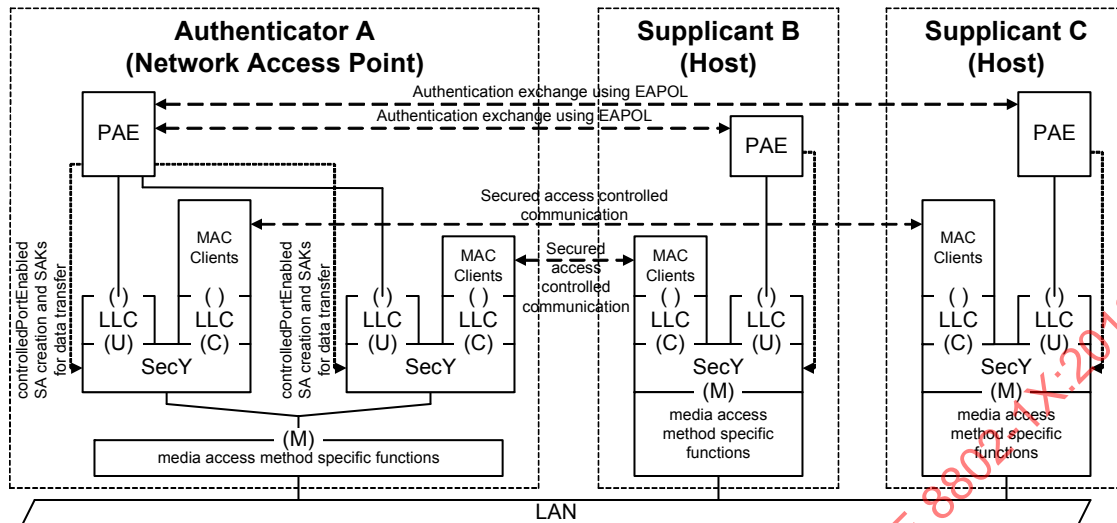 Authenticator A
(Network Access Point)
Supplicant B
(Host)
Supplicant C
(Host)
Authentication exchange using EAPOL
Authentication exchange using EAPOL
PAE
PAE
PAE
Secured access controlled
communication
Secured
access
controlled
communication
controlledPortEnabled
SA creation and SAKs
for data transfer
controlledPortEnabled
SA creation and SAKs
for data transfer
MAC
Clients
( )
LLC
(U)
( )
LLC
(C)
SecY
MAC
Clients
( )
LLC
(U)
( )
LLC
(C)
SecY
MAC
Clients
( )
LLC
(C)
( )
LLC
(U)
SecY
(M)
media access
method specific
functions
MAC
Clients
( )
LLC
(C)
( )
LLC
(U)
SecY
(M)
media access
method specific
functions
(M)
media access method specific functions
LAN
8802-1X:201